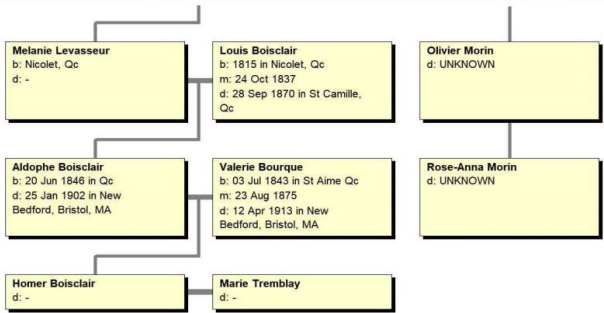 Melanie Levasseur
b: Nicolet, Qc
d: -
Louis Boisclair
b: 1815 in Nicolet, Qc
m: 24 Oct 1837
d: 28 Sep 1870 in St Camille,
Qc
Olivier Morin
d: UNKNOWN
Aldophe Boisclair
b: 20 Jun 1846 in Qc
d: 25 Jan 1902 in New
Bedford, Bristol, MA
Valerie Bourque
b: 03 Jul 1843 in St Aime Qc
m: 23 Aug 1875
d: 12 Apr 1913 in New
Bedford, Bristol, MA
Rose-Anna Morin
d: UNKNOWN
Homer Boisclair
d: -
Marie Tremblay
d: -